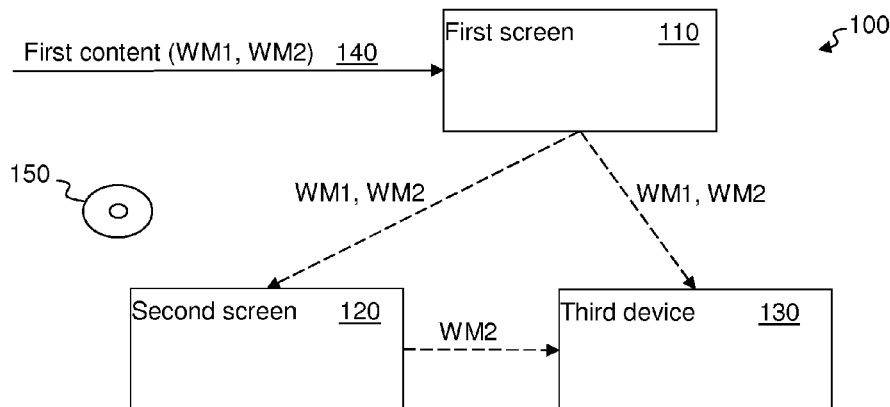 First screen 110
100
First content (WM1, WM2) 140
150
WM1, WM2
WM1, WM2
Second screen 120
WM2
Third device 130